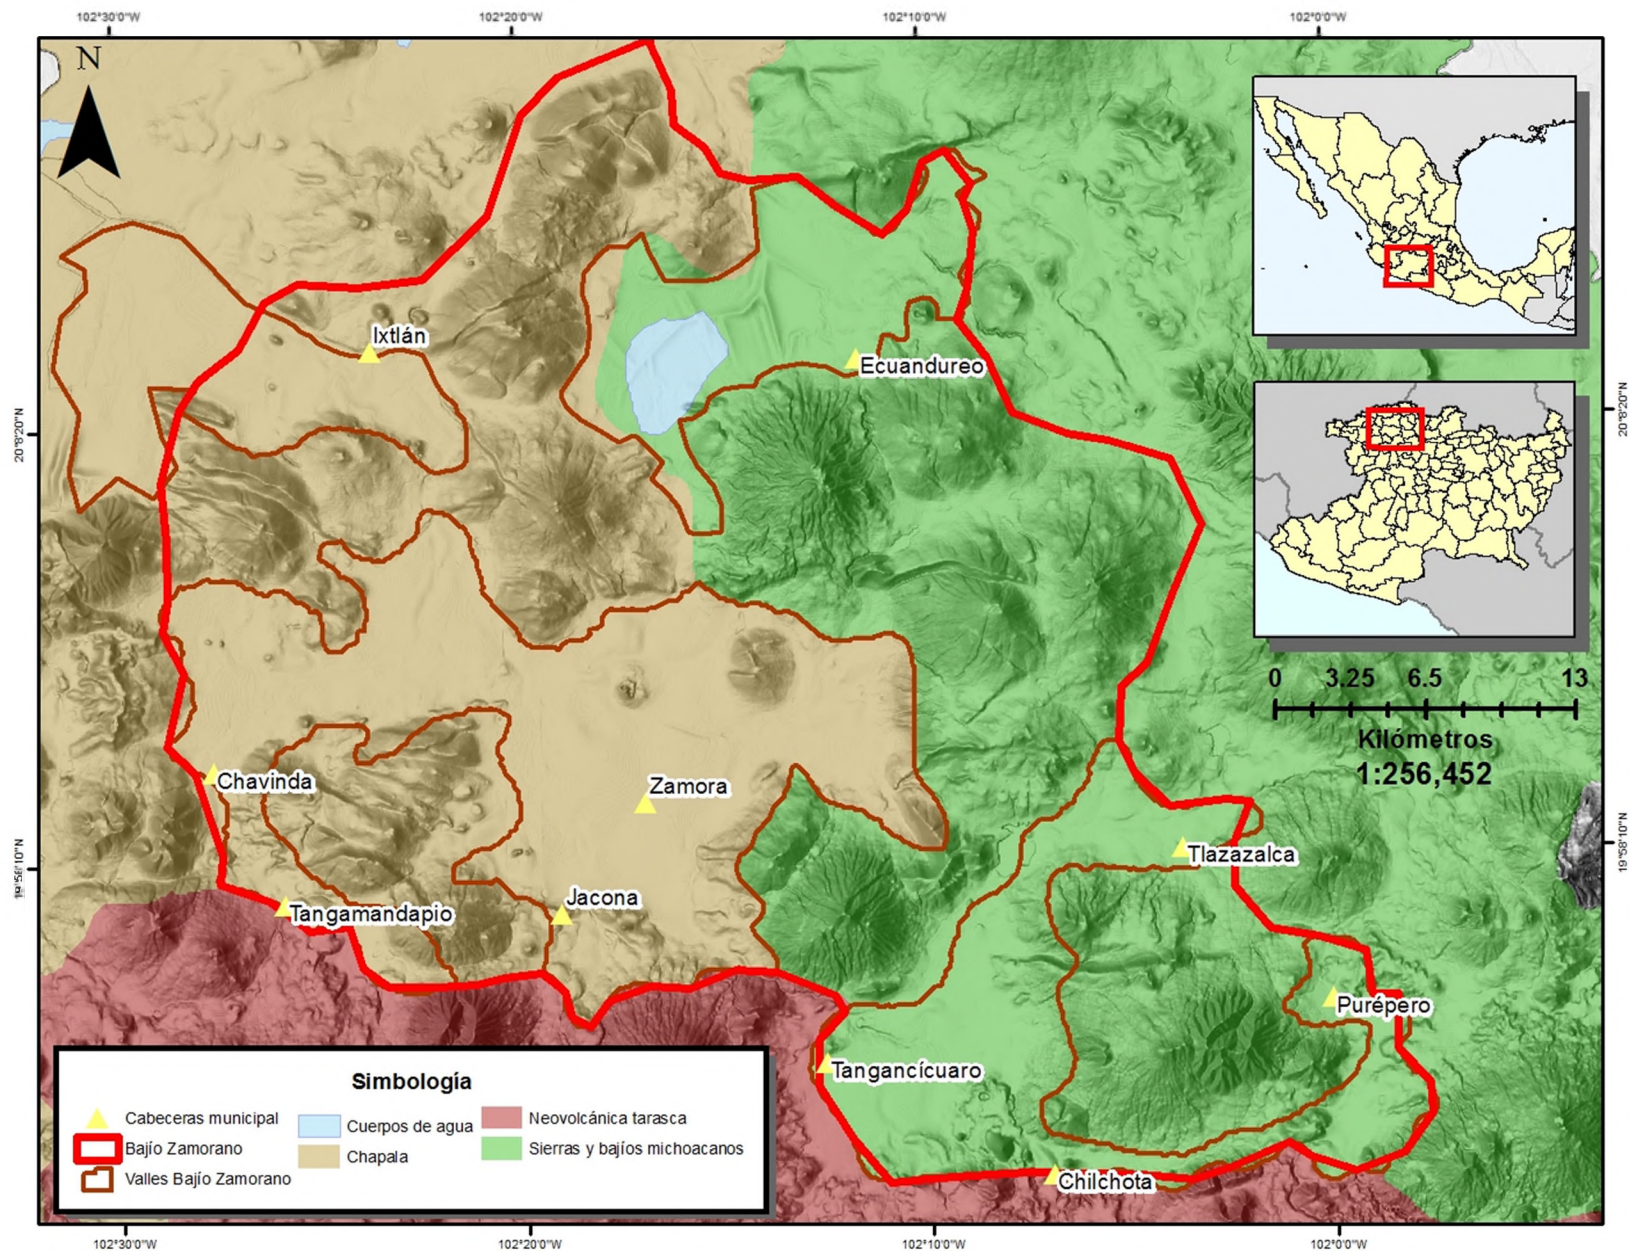 102°30'0"W 102°20'0"W 102°10'0"W 102°0'0"W
N
Ixtlán
Ecuandureo
20°8'20"N
20°8'20"N
0 3.25 6.5 13
Kilómetros
1:256,452
Chavinda
Zamora
Tlazazalca
19°58'10"N
19°58'10"N
Jacona
Tangamandapio
Purépero
Tangancícuaro
Chilchota
Simbología
Cabeceras municipal
Bajío Zamorano
Valles Bajío Zamorano
Cuerpos de agua
Chapala
Neovolcánica tarasca
Sierras y bajíos michoacanos
102°30'0"W 102°20'0"W 102°10'0"W 102°0'0"W